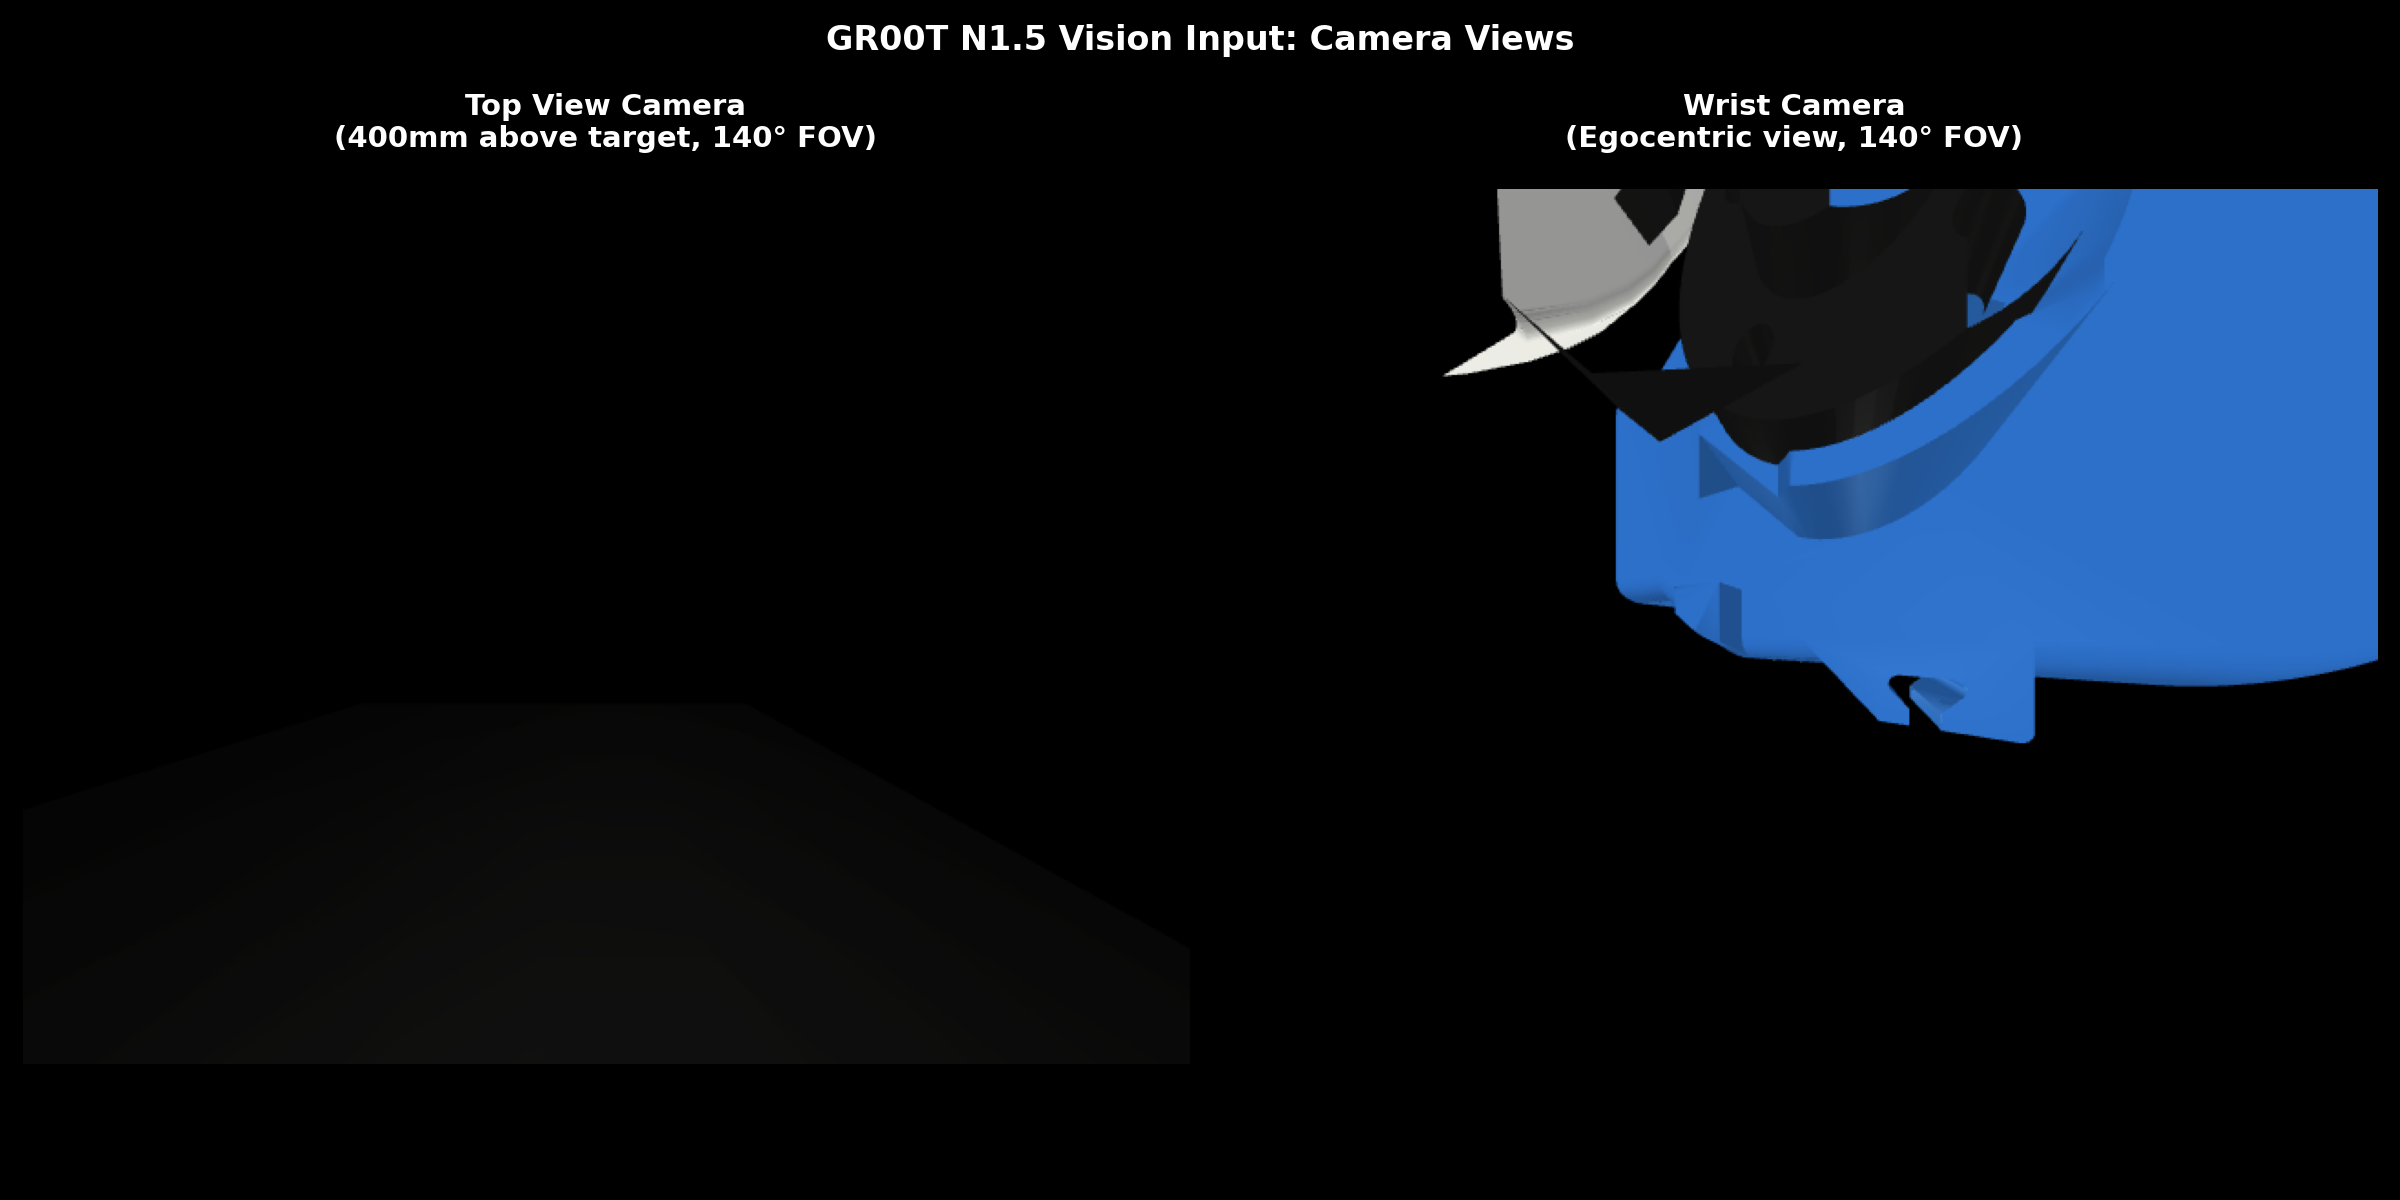 GR00T N1.5 Vision Input: Camera Views
Top View Camera
(400mm above target, 140° FOV)
Wrist Camera
(Egocentric view, 140° FOV)